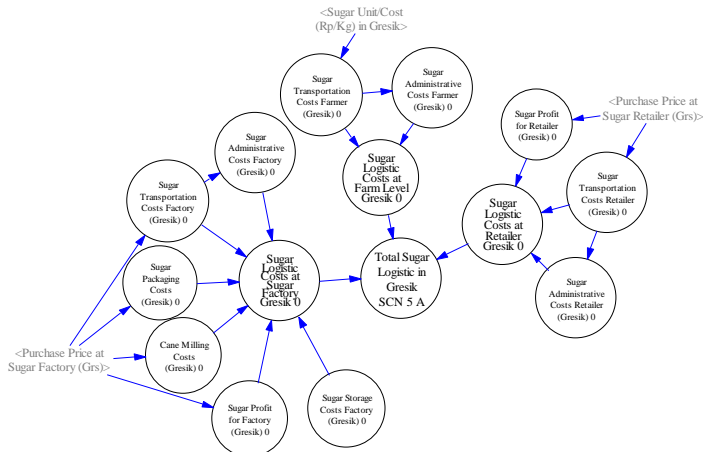 <Sugar Unit/Cost
(Rp/Kg) in Gresik>
Sugar
Transportation
Costs Farmer
(Gresik) 0
Sugar
Administrative
Costs Farmer
(Gresik) 0
Sugar Profit
for Retailer
(Gresik) 0
<Purchase Price at
Sugar Retailer (Grs)>
Sugar
Administrative
Costs Factory
(Gresik) 0
Sugar
Logistic
Costs at
Farm Level
Gresik 0
Sugar
Transportation
Costs Factory
(Gresik) 0
Sugar
Transportation
Costs Retailer
(Gresik) 0
Sugar
Logistic
Costs at
Retailer
Gresik 0
Sugar
Packaging
Costs
(Gresik) 0
Sugar
Logistic
Costs at
Sugar
Factory
Gresik 0
Total Sugar
Logistic in
Gresik
SCN 5 A
Sugar
Administrative
Costs Retailer
(Gresik) 0
<Purchase Price at
Sugar Factory (Grs)>
Cane Milling
Costs
(Gresik) 0
Sugar Profit
for Factory
(Gresik) 0
Sugar Storage
Costs Factory
(Gresik) 0